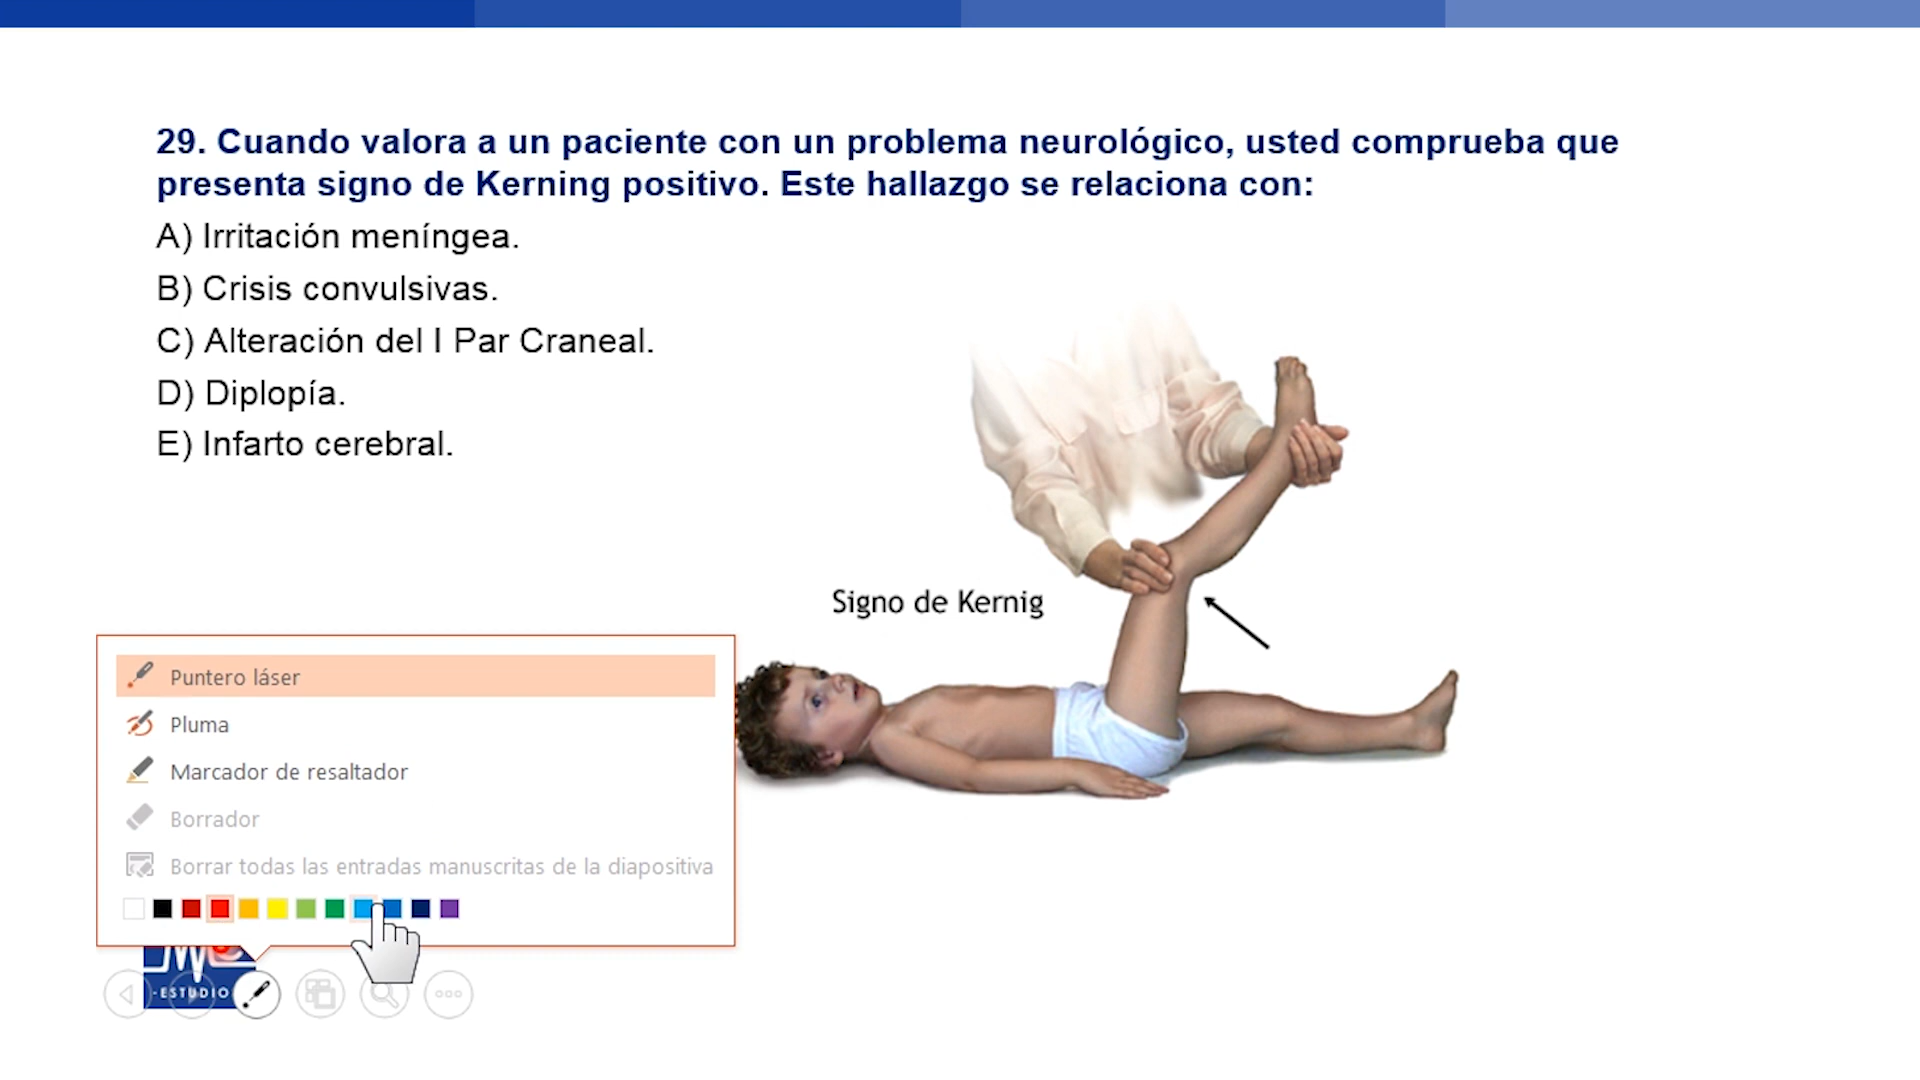 29. Cuando valora a un paciente con un problema neurológico, usted comprueba que
presenta signo de Kerning positivo. Este hallazgo se relaciona con:
A) Irritación meníngea.
B) Crisis convulsivas.
C) Alteración del I Par Craneal.
D) Diplopía.
E) Infarto cerebral.
Signo de Kernig
Puntero láser
Pluma
Marcador de resaltador
Borrador
Borrar todas las entradas manuscritas de la diapositiva
-ESTUDIO